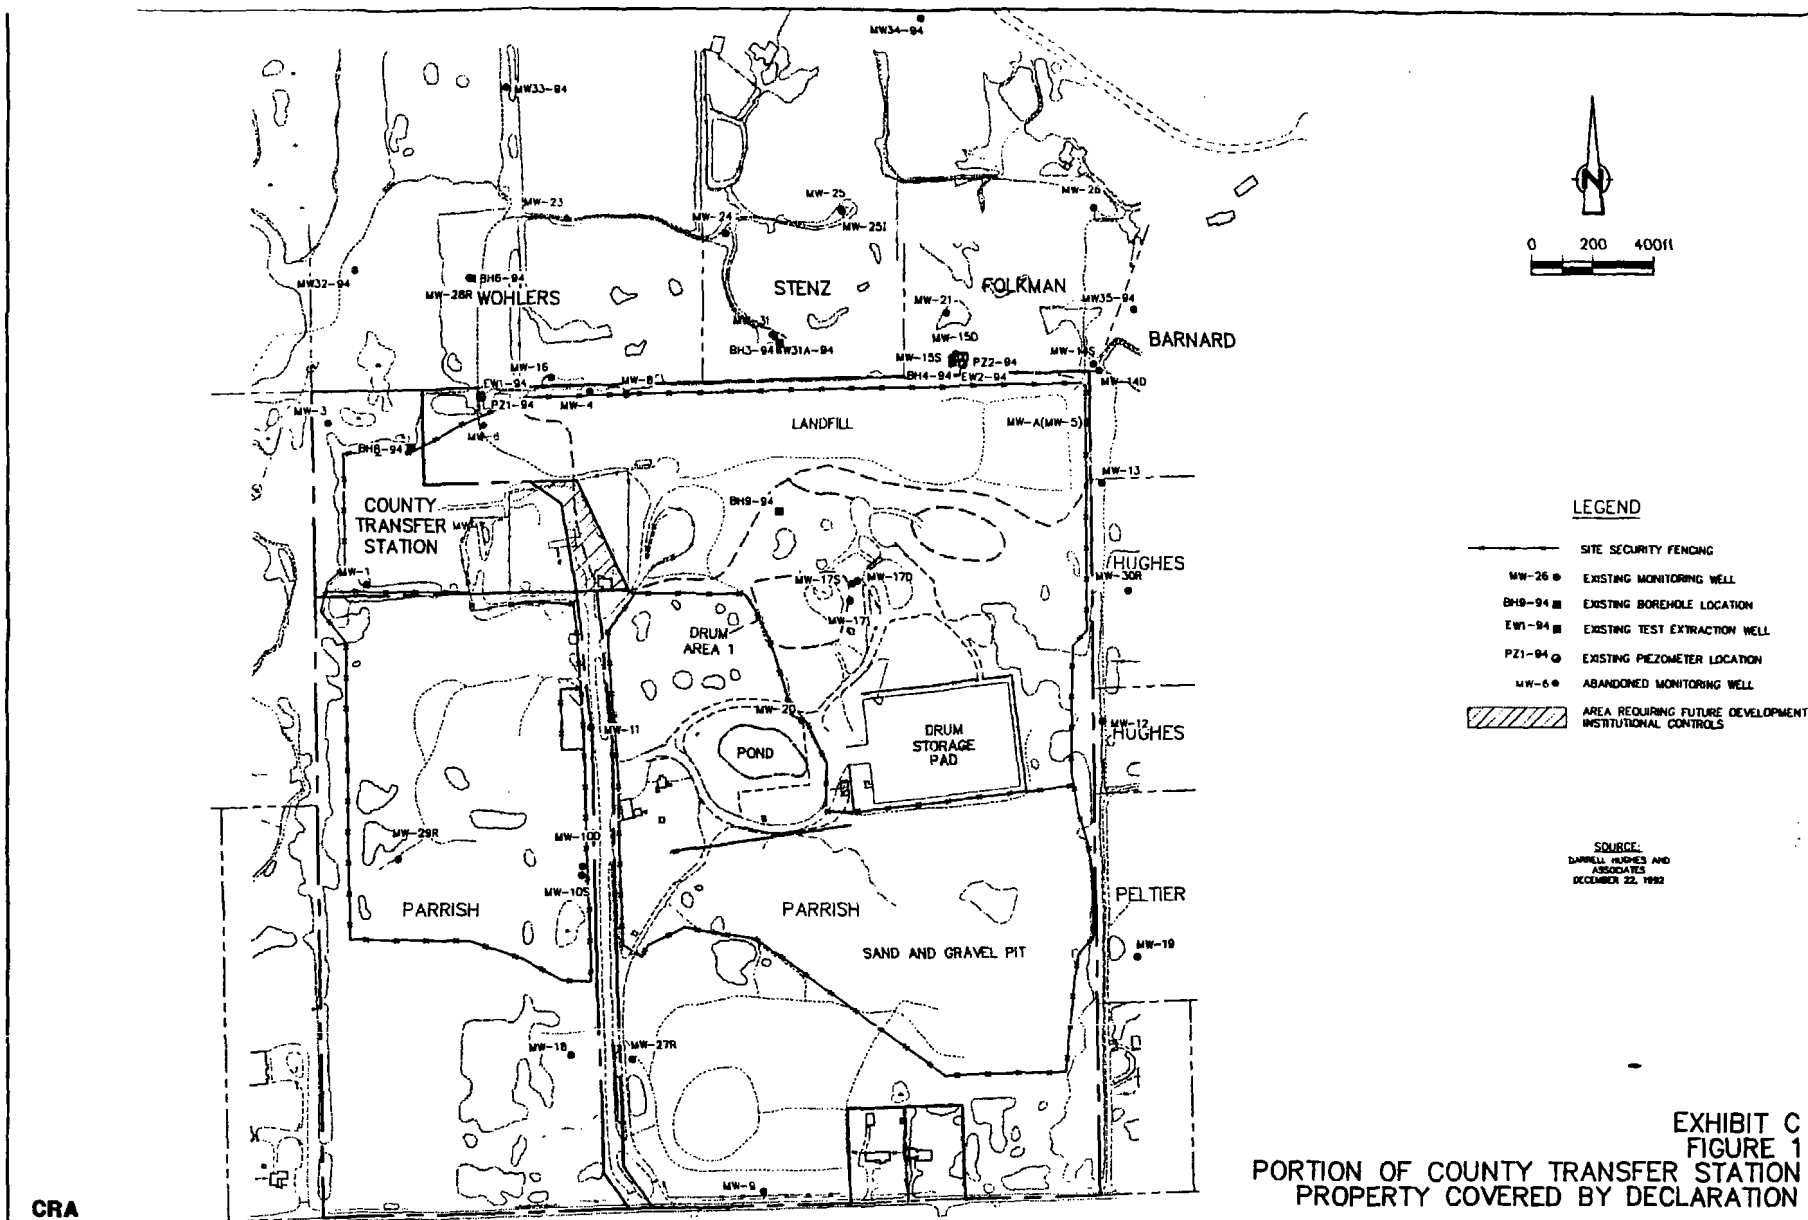 MW34-94
MW33-94
MW-23
MW-24
MW-25
MW-25I
MW-26
MW32-94
BH6-94
MW-28R
WOHLERS
STENZ
FOLKMAN
MW-21
MW35-94
MW-31
BH3-94
MW31A-94
MW-15D
MW-15S
PZ2-94
BH4-94
EW2-94
MW-14S
MW-14D
BARNARD
MW-16
EW1-94
PZ1-94
MW-4
MW-8
MW-3
MW-6
BH8-94
LANDFILL
MW-A(MW-5)
MW-13
COUNTY
TRANSFER
STATION
BH9-94
MW-1
MW-17S
MW-17D
MW-17I
HUGHES
MW-30R
DRUM
AREA 1
MW-20
POND
DRUM
STORAGE
PAD
MW-12
HUGHES
MW-11
MW-29R
MW-10D
MW-10S
PARRISH
PARRISH
SAND AND GRAVEL PIT
PELTIER
MW-19
MW-18
MW-27R
MW-9
N
0 200 400ft
LEGEND
SITE SECURITY FENCING
MW-26 EXISTING MONITORING WELL
BH9-94 EXISTING BOREHOLE LOCATION
EW1-94 EXISTING TEST EXTRACTION WELL
PZ1-94 EXISTING PIEZOMETER LOCATION
MW-6 ABANDONED MONITORING WELL
AREA REQUIRING FUTURE DEVELOPMENT
INSTITUTIONAL CONTROLS
SOURCE:
DARRELL HUGHES AND
ASSOCIATES
DECEMBER 22, 1992
EXHIBIT C
FIGURE 1
PORTION OF COUNTY TRANSFER STATION
PROPERTY COVERED BY DECLARATION
CRA